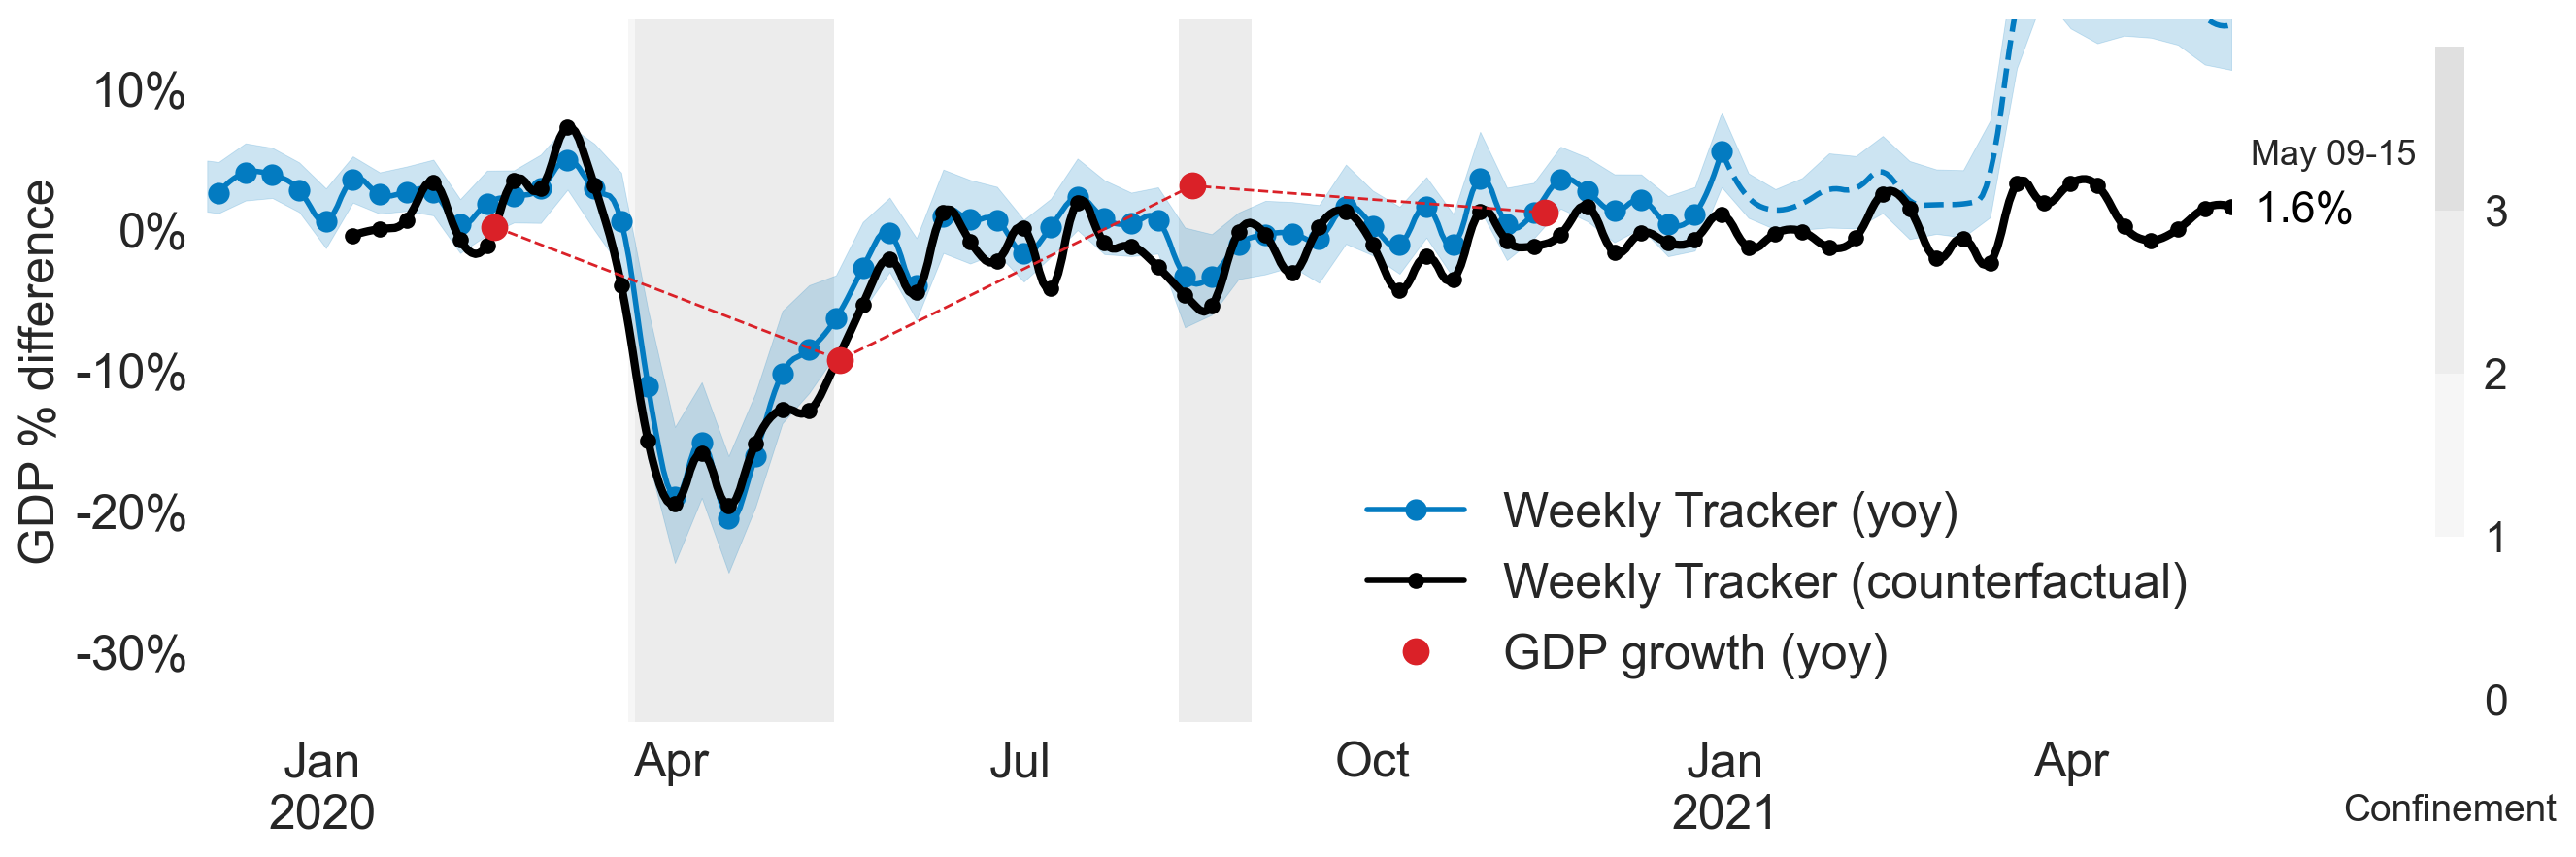 GDP % difference
10%
0%
-10%
-20%
-30%
May 09-15
1.6%
Weekly Tracker (yoy)
Weekly Tracker (counterfactual)
GDP growth (yoy)
3
2
1
0
Jan
2020
Apr
Jul
Oct
Jan
2021
Apr
Confinement